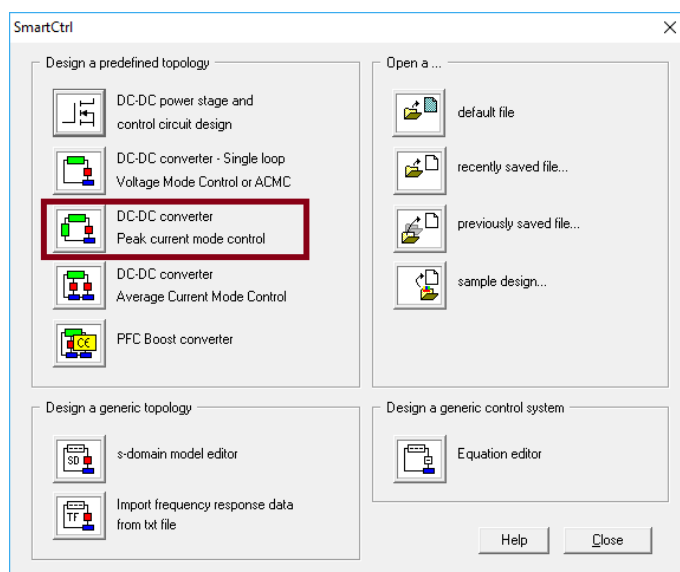 SmartCtrl
Design a predefined topology
DC-DC power stage and
control circuit design
DC-DC converter - Single loop
Voltage Mode Control or ACMC
DC-DC converter
Peak current mode control
DC-DC converter
Average Current Mode Control
CE
PFC Boost converter
Open a ...
default file
recently saved file...
previously saved file...
sample design...
Design a generic topology
SD
s-domain model editor
TF
Import frequency response data
from txt file
Design a generic control system
Equation editor
Help
Close